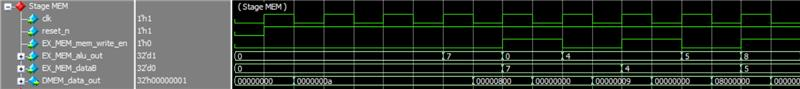 Stage MEM (Stage MEM)
clk 1'h1
reset_n 1'h1
EX_MEM_mem_write_en 1'h0
EX_MEM_alu_out 32'd1 0 7 0 4 5 8
EX_MEM_dataB 32'd0 0 7 4 5
DMEM_data_out 32'h00000001 00000000 0000000a 00000800 00000000 00000009 00000000 08000000 0000